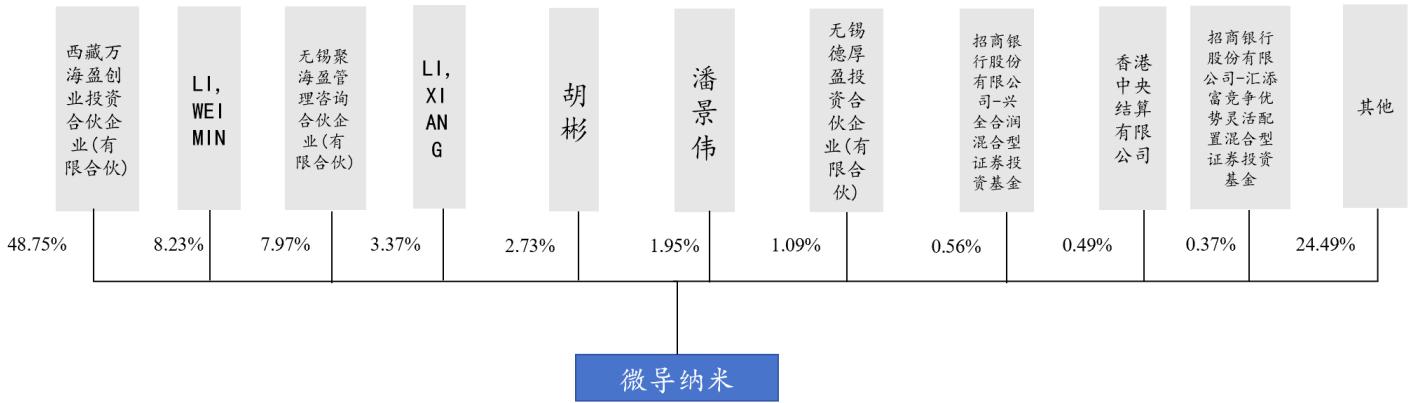 西藏万
海盈创
业投资
合伙企
业(有
限合伙)
LI,
WEI
MIN
无锡聚
海盈管
理咨询
合伙企
业(有
限合伙)
LI,
XI
AN
G
胡
彬
潘
景
伟
无锡
德厚
盈投
资合
伙企
业(有
限合
伙)
招商银
行股份
有限公
司-兴
全合润
混合型
证券投
资基金
香港
中央
结算
有限
公司
招商银行
股份有限
公司-汇添
富竞争优
势灵活配
置混合型
证券投资
基金
其他
48.75%
8.23%
7.97%
3.37%
2.73%
1.95%
1.09%
0.56%
0.49%
0.37%
24.49%
微导纳米